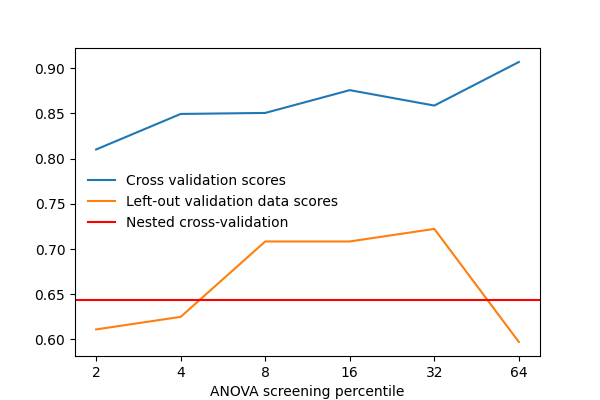 0.90
0.85
0.80
0.75
0.70
0.65
0.60
Cross validation scores
Left-out validation data scores
Nested cross-validation
2 4 8 16 32 64
ANOVA screening percentile